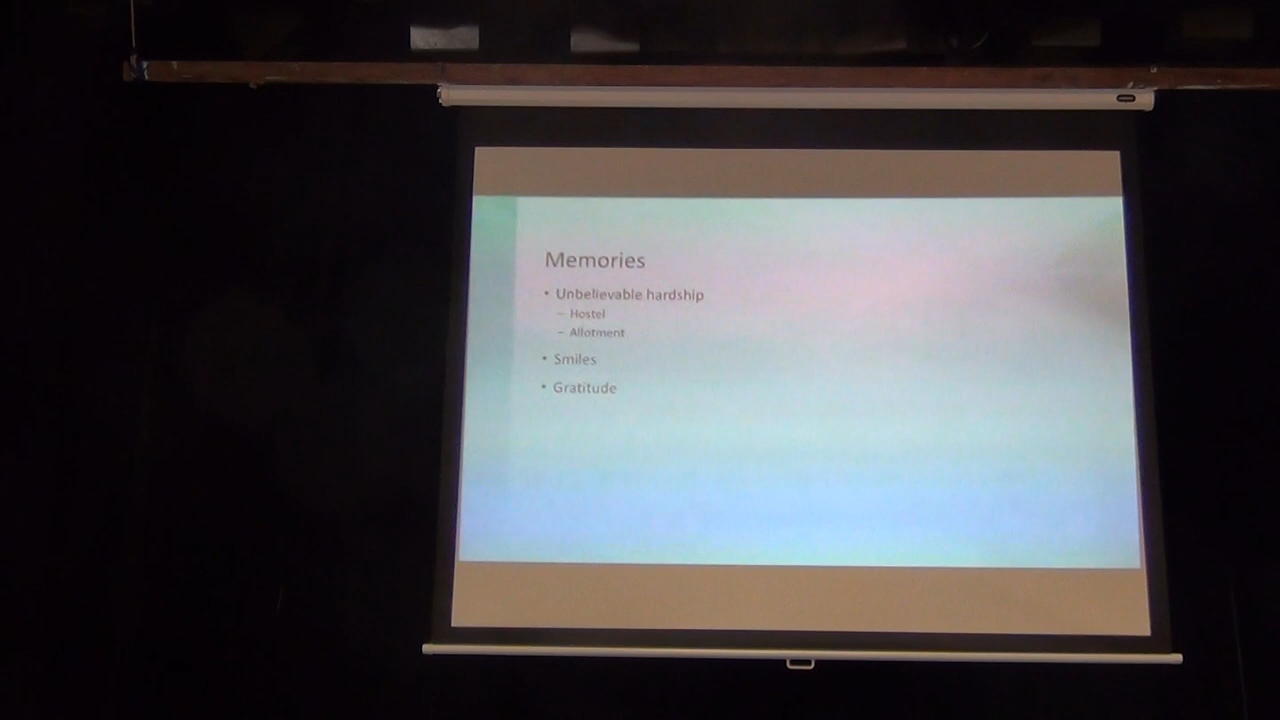 Memories
• Unbelievable hardship
– Hostel
– Allotment
• Smiles
• Gratitude